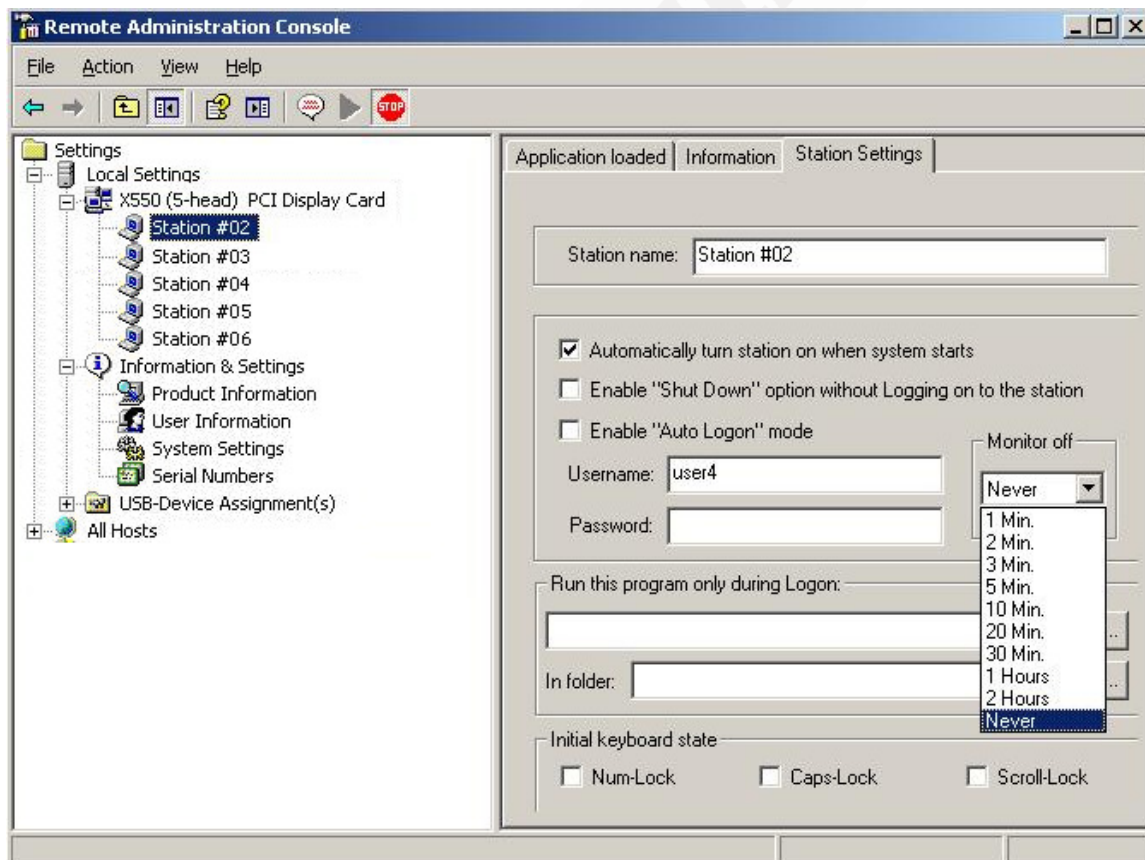 Remote Administration Console
File Action View Help
STOP
Settings
Local Settings
X550 (5-head) PCI Display Card
Station #02
Station #03
Station #04
Station #05
Station #06
Information & Settings
Product Information
User Information
System Settings
Serial Numbers
USB-Device Assignment(s)
All Hosts
Application loaded Information Station Settings
Station name: Station #02
Automatically turn station on when system starts
Enable "Shut Down" option without Logging on to the station
Enable "Auto Logon" mode
Username: user4
Password:
Monitor off
Never
1 Min.
2 Min.
3 Min.
5 Min.
10 Min.
20 Min.
30 Min.
1 Hours
2 Hours
Never
Run this program only during Logon:
..
In folder:
..
Initial keyboard state
Num-Lock Caps-Lock Scroll-Lock